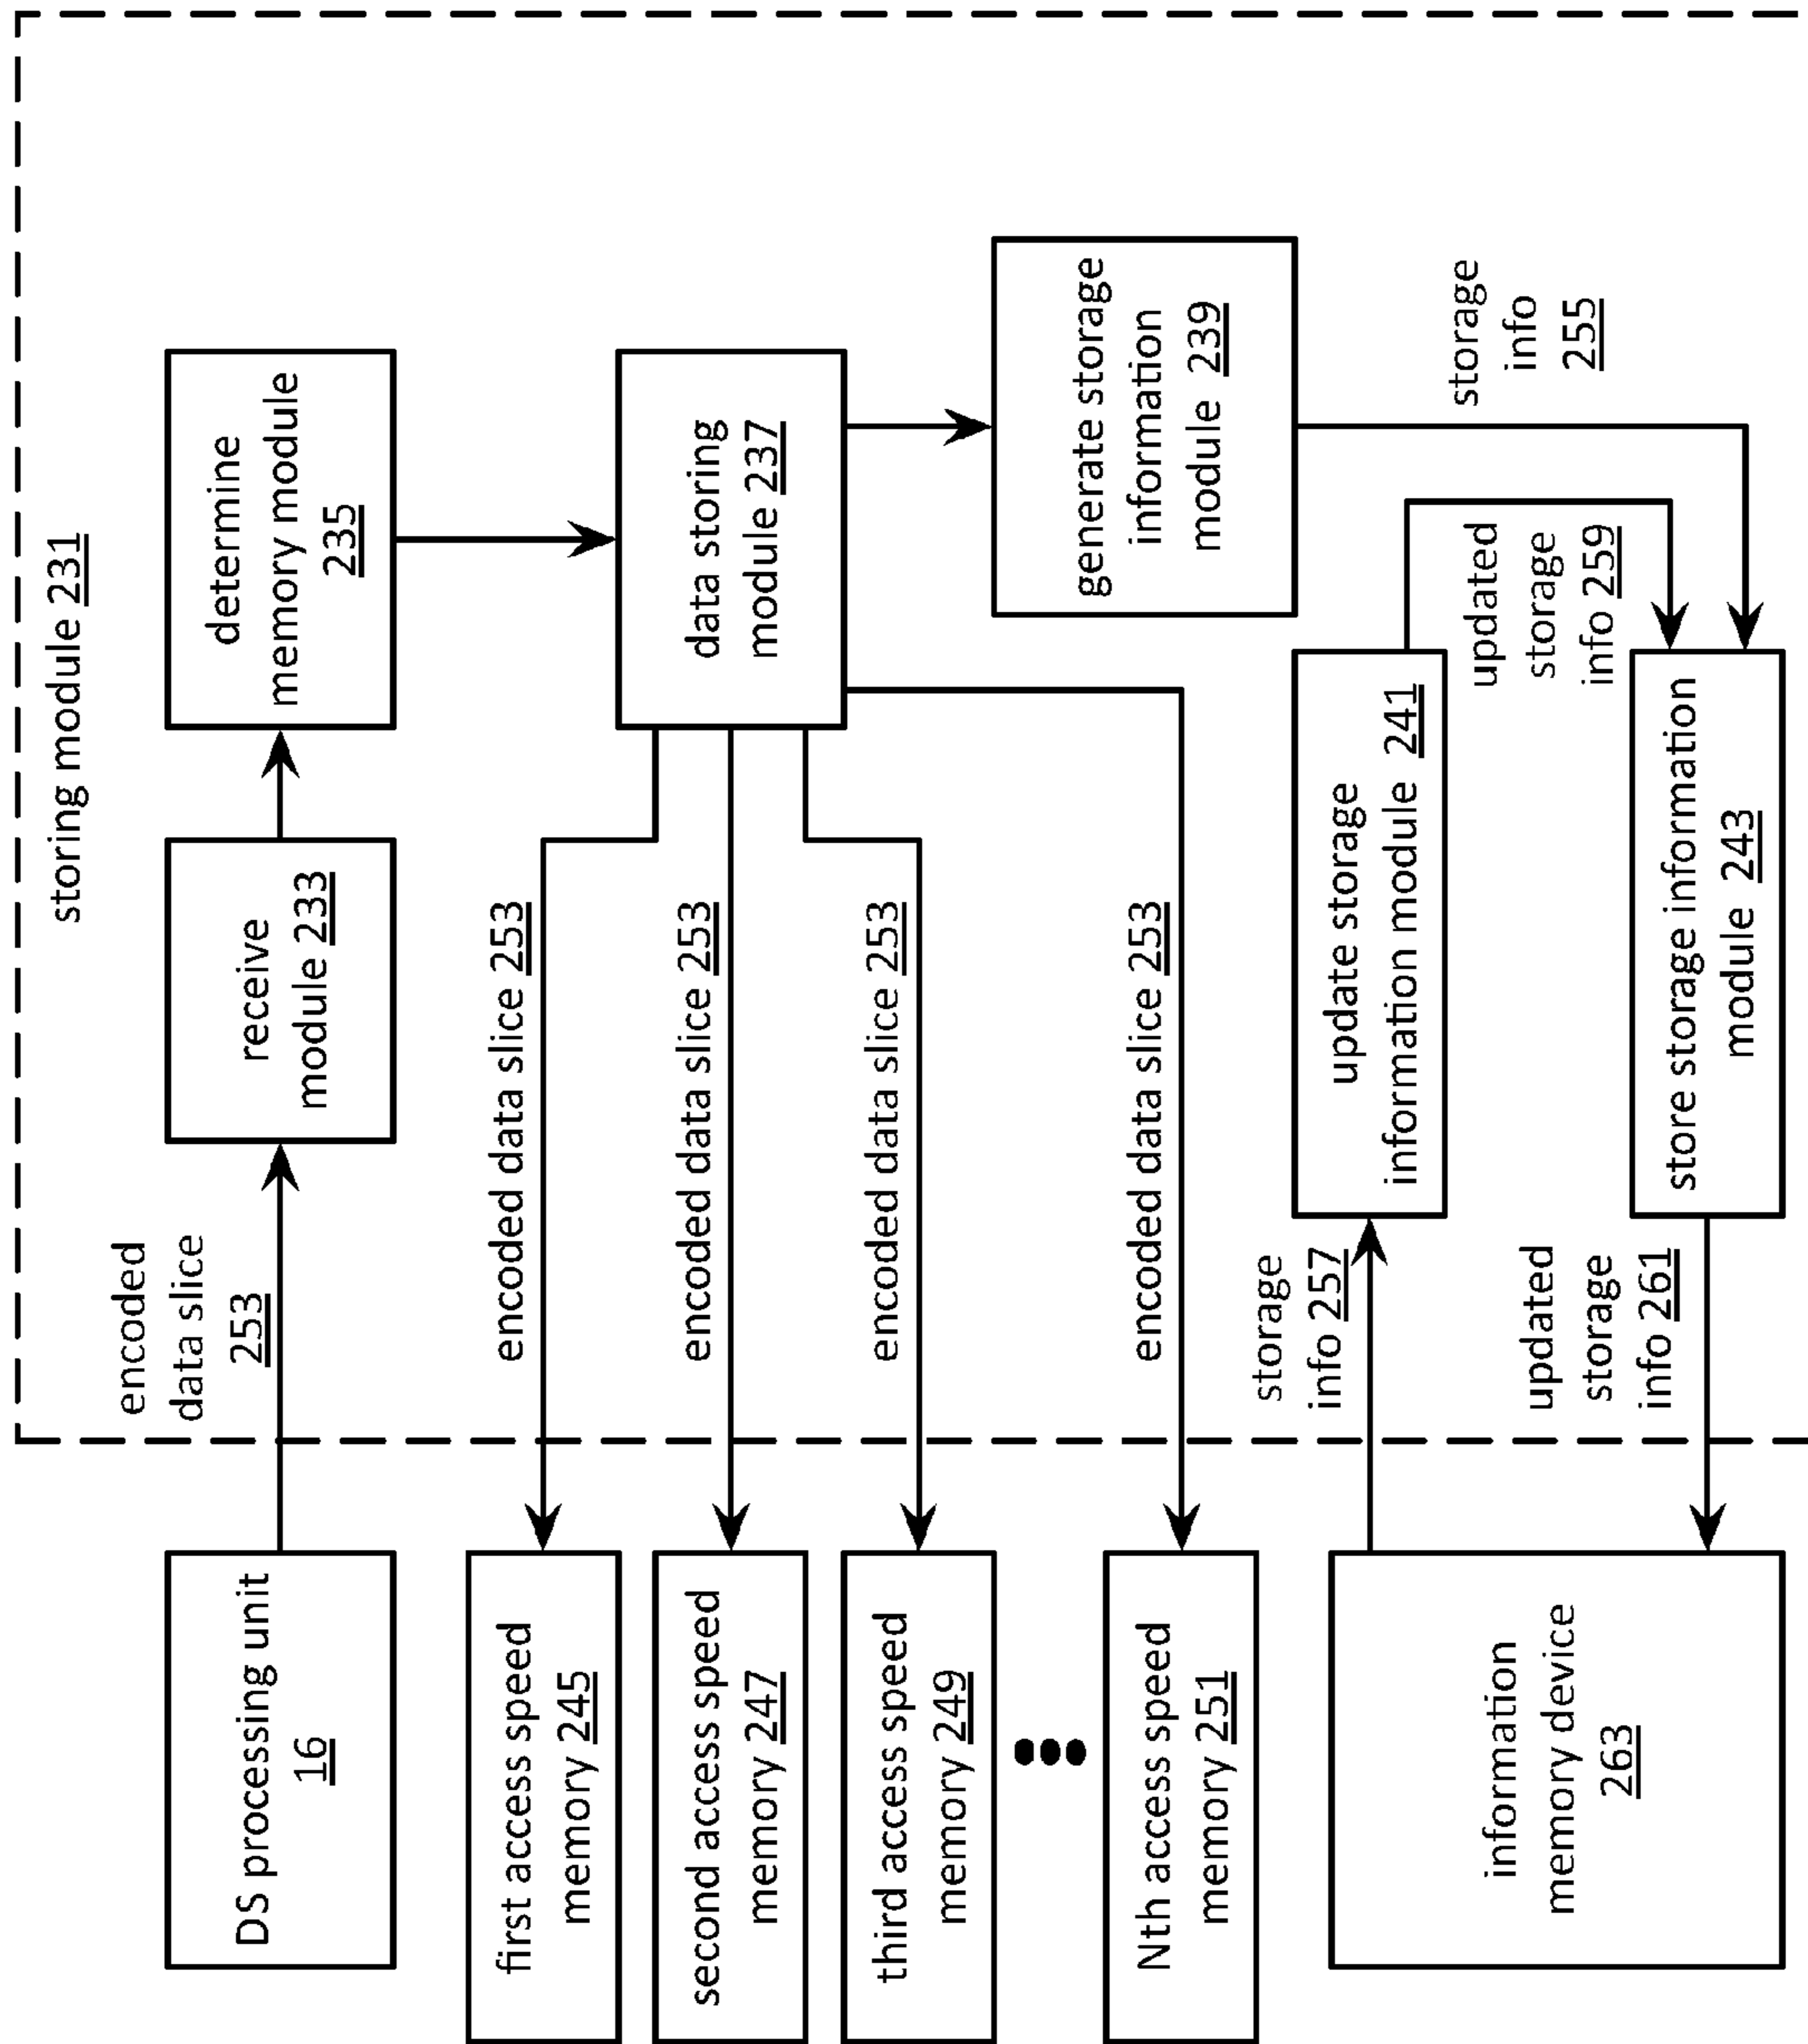 storing module 231
DS processing unit
16
encoded
data slice
253
receive
module 233
determine
memory module
235
first access speed
memory 245
encoded data slice 253
second access speed
memory 247
encoded data slice 253
data storing
module 237
third access speed
memory 249
encoded data slice 253
Nth access speed
memory 251
encoded data slice 253
generate storage
information
module 239
information
memory device
263
storage
info 257
update storage
information module 241
updated
storage
info 259
storage
info
255
updated
storage
info 261
store storage information
module 243